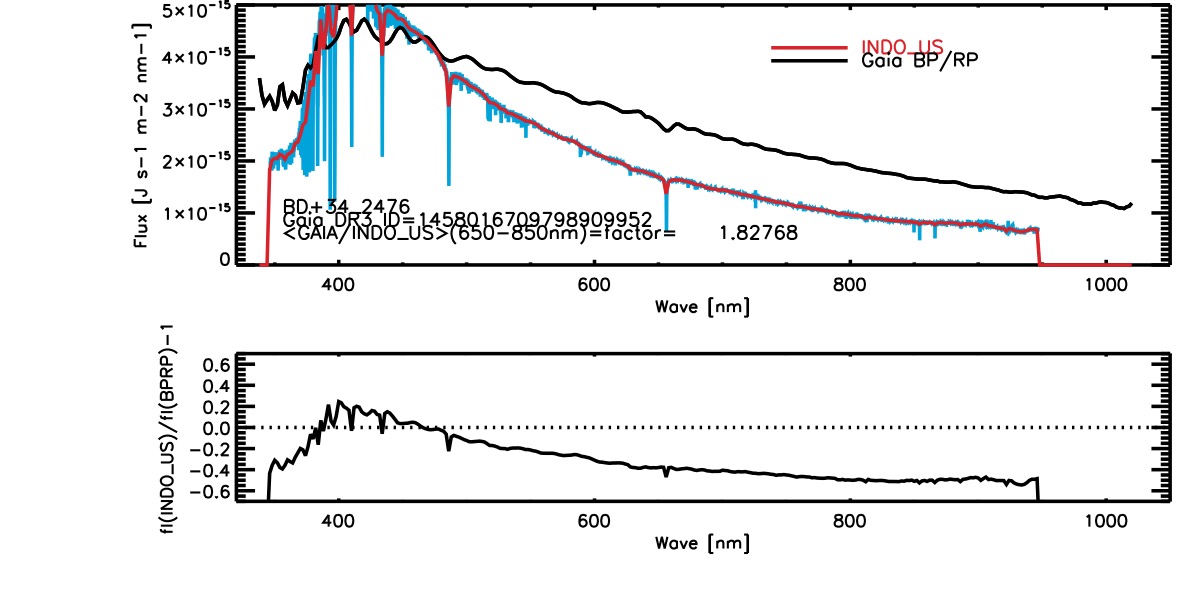 5×10⁻¹⁵
4×10⁻¹⁵
3×10⁻¹⁵
2×10⁻¹⁵
1×10⁻¹⁵
0
Flux [J s−1 m−2 nm−1]
INDO_US
Gaia BP/RP
BD+34 2476
Gaia DR3 ID=1458016709798909952
<GAIA/INDO_US>(650−850nm)=factor= 1.82768
400 600 800 1000
Wave [nm]
fl(INDO_US)/fl(BPRP)−1
0.6
0.4
0.2
0.0
−0.2
−0.4
−0.6
400 600 800 1000
Wave [nm]